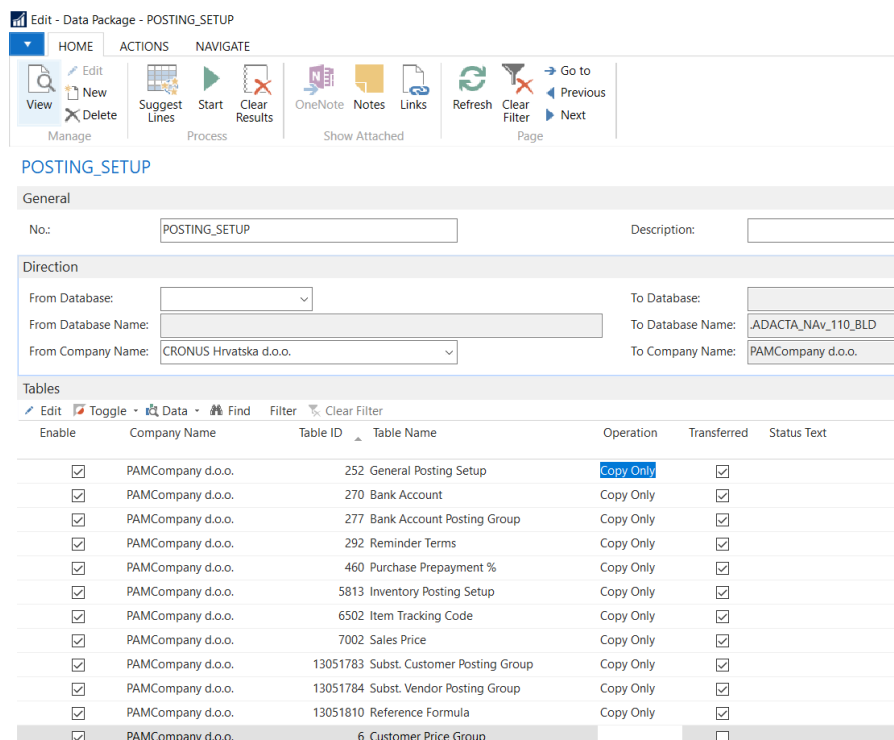 Edit - Data Package - POSTING_SETUP
HOME ACTIONS NAVIGATE
View Edit New Delete Suggest Lines Start Clear Results OneNote Notes Links Refresh Clear Filter Go to Previous Next
Manage Process Show Attached Page
POSTING_SETUP
General
No.: POSTING_SETUP Description:
Direction
From Database: To Database:
From Database Name: To Database Name: .ADACTA_NAv_110_BLD
From Company Name: CRONUS Hrvatska d.o.o. To Company Name: PAMCompany d.o.o.
Tables
Edit Toggle Data Find Filter Clear Filter
Enable Company Name Table ID Table Name Operation Transferred Status Text
PAMCompany d.o.o. 252 General Posting Setup Copy Only
PAMCompany d.o.o. 270 Bank Account Copy Only
PAMCompany d.o.o. 277 Bank Account Posting Group Copy Only
PAMCompany d.o.o. 292 Reminder Terms Copy Only
PAMCompany d.o.o. 460 Purchase Prepayment % Copy Only
PAMCompany d.o.o. 5813 Inventory Posting Setup Copy Only
PAMCompany d.o.o. 6502 Item Tracking Code Copy Only
PAMCompany d.o.o. 7002 Sales Price Copy Only
PAMCompany d.o.o. 13051783 Subst. Customer Posting Group Copy Only
PAMCompany d.o.o. 13051784 Subst. Vendor Posting Group Copy Only
PAMCompany d.o.o. 13051810 Reference Formula Copy Only
PAMCompany d.o.o. 6 Customer Price Group